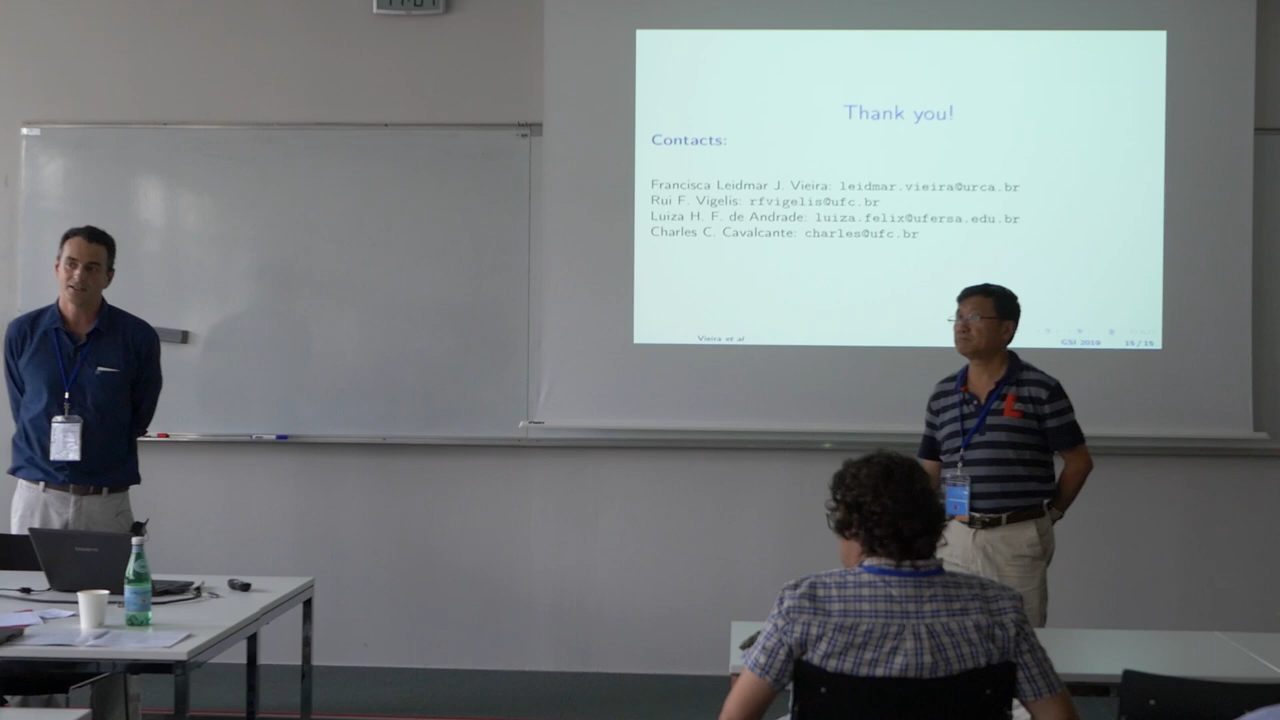 Thank you!
Contacts:
Francisca Leidmar J. Vieira: leidmar.vieira@urca.br
Rui F. Vigelis: rfvigelis@ufc.br
Luiza H. F. de Andrade: luiza.felix@ufersa.edu.br
Charles C. Cavalcante: charles@ufc.br
Vieira et al
GSI 2019
15 / 15
L